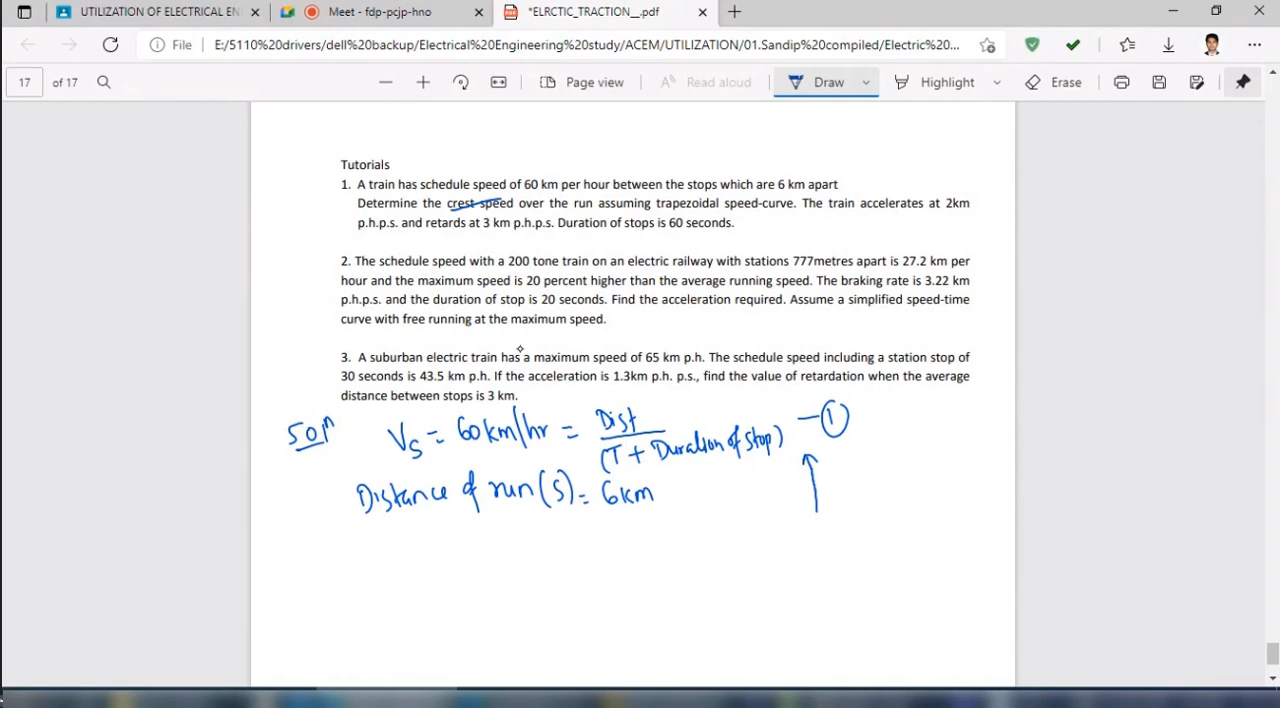 UTILIZATION OF ELECTRICAL EN
Meet - fdp-pcjp-hno
*ELRCTIC_TRACTION__.pdf
File
E:/5110%20drivers/dell%20backup/Electrical%20Engineering%20study/ACEM/UTILIZATION/01.Sandip%20compiled/Electric%20...
17 of 17
Page view
Read aloud
Draw
Highlight
Erase
Tutorials
1. A train has schedule speed of 60 km per hour between the stops which are 6 km apart
Determine the crest speed over the run assuming trapezoidal speed-curve. The train accelerates at 2km
p.h.p.s. and retards at 3 km p.h.p.s. Duration of stops is 60 seconds.
2. The schedule speed with a 200 tone train on an electric railway with stations 777metres apart is 27.2 km per
hour and the maximum speed is 20 percent higher than the average running speed. The braking rate is 3.22 km
p.h.p.s. and the duration of stop is 20 seconds. Find the acceleration required. Assume a simplified speed-time
curve with free running at the maximum speed.
3. A suburban electric train has a maximum speed of 65 km p.h. The schedule speed including a station stop of
30 seconds is 43.5 km p.h. If the acceleration is 1.3km p.h. p.s., find the value of retardation when the average
distance between stops is 3 km.
Solⁿ Vs = 60km/hr = Dist / (T + Duration of stop) — ①
Distance of run (S) = 6km